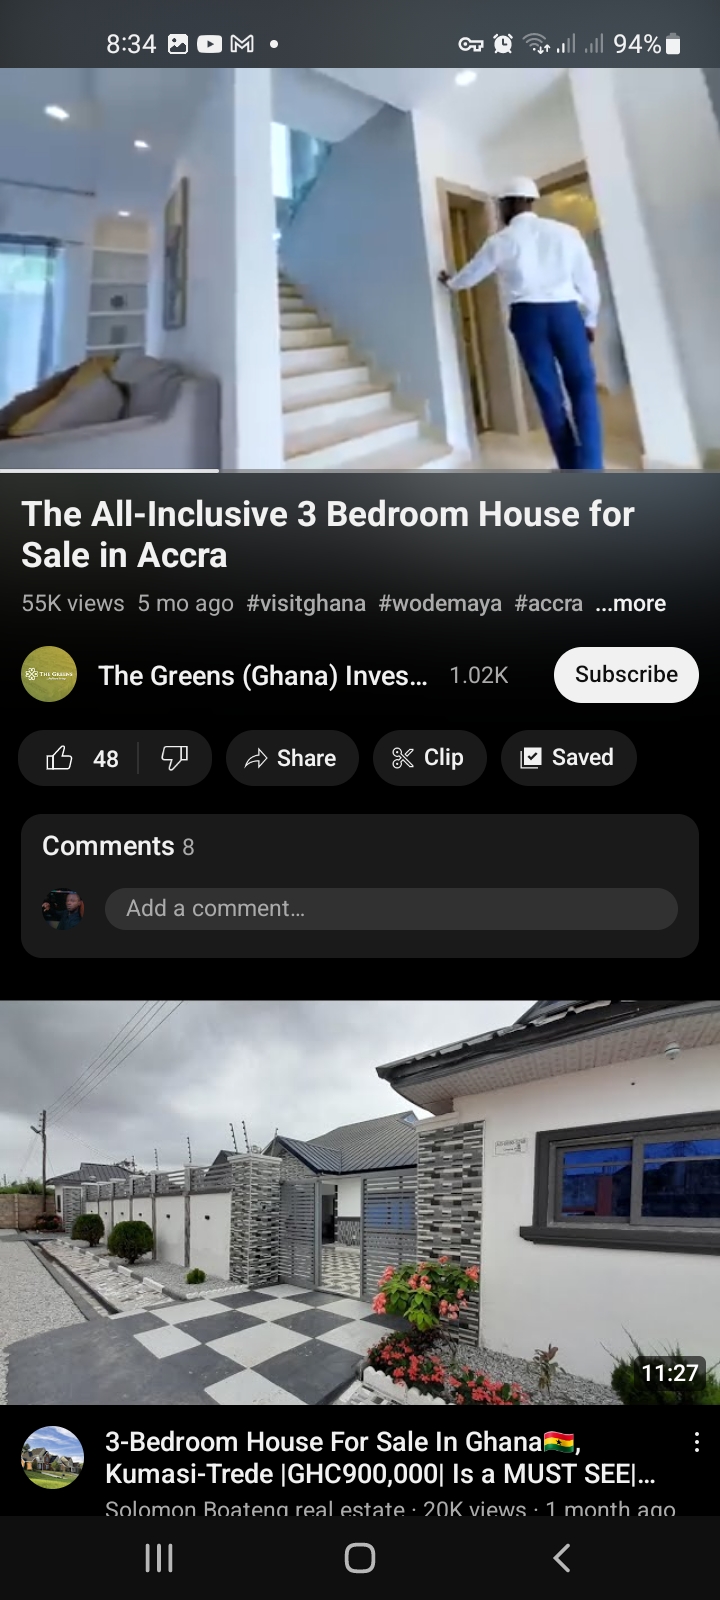 8:34
94%
The All-Inclusive 3 Bedroom House for
Sale in Accra
55K views 5 mo ago #visitghana #wodemaya #accra ...more
THE GREENS
The Greens (Ghana) Inves... 1.02K Subscribe
48 Share Clip Saved
Comments 8
Add a comment...
11:27
3-Bedroom House For Sale In Ghana🇬🇭,
Kumasi-Trede |GHC900,000| Is a MUST SEE|...
Solomon Boateng real estate · 20K views · 1 month ago